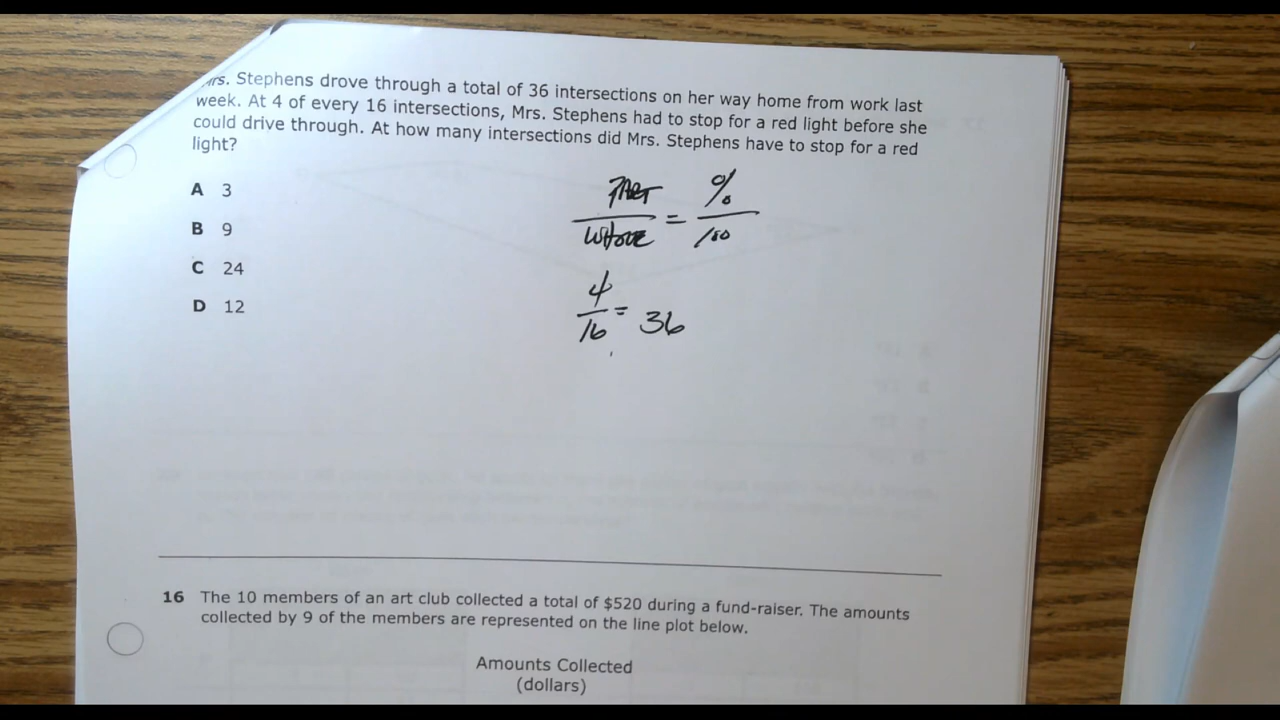 Mrs. Stephens drove through a total of 36 intersections on her way home from work last
week. At 4 of every 16 intersections, Mrs. Stephens had to stop for a red light before she
could drive through. At how many intersections did Mrs. Stephens have to stop for a red
light?
A 3
B 9
C 24
D 12
PART
WHOLE
=
%
100
4
16
= 36
16 The 10 members of an art club collected a total of $520 during a fund-raiser. The amounts
collected by 9 of the members are represented on the line plot below.
Amounts Collected
(dollars)